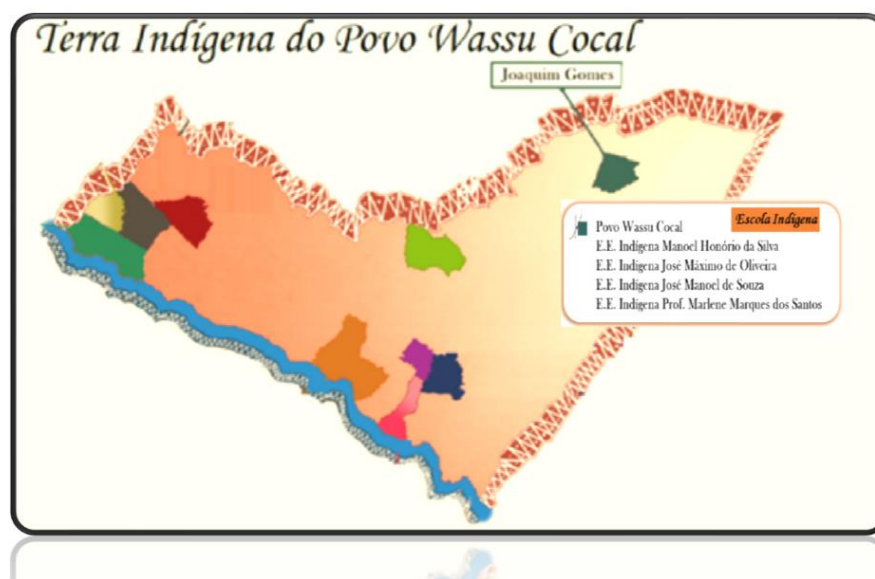 Terra Indígena do Povo Wassu Cocal
Joaquim Gomes
Escola Indígena
Povo Wassu Cocal
E.E. Indígena Manoel Honório da Silva
E.E. Indígena José Máximo de Oliveira
E.E. Indígena José Manoel de Souza
E.E. Indígena Prof. Marlene Marques dos Santos